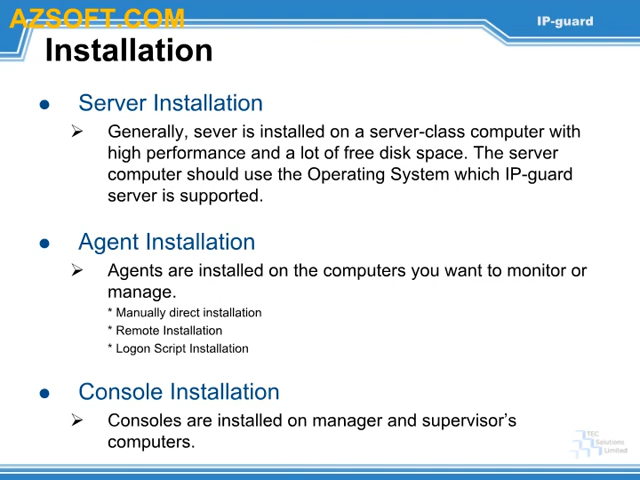 AZSOFT.COM
IP-guard
Installation
● Server Installation
➢ Generally, sever is installed on a server-class computer with
high performance and a lot of free disk space. The server
computer should use the Operating System which IP-guard
server is supported.
● Agent Installation
➢ Agents are installed on the computers you want to monitor or
manage.
* Manually direct installation
* Remote Installation
* Logon Script Installation
● Console Installation
➢ Consoles are installed on manager and supervisor’s
computers.
TEC
Solutions
Limited